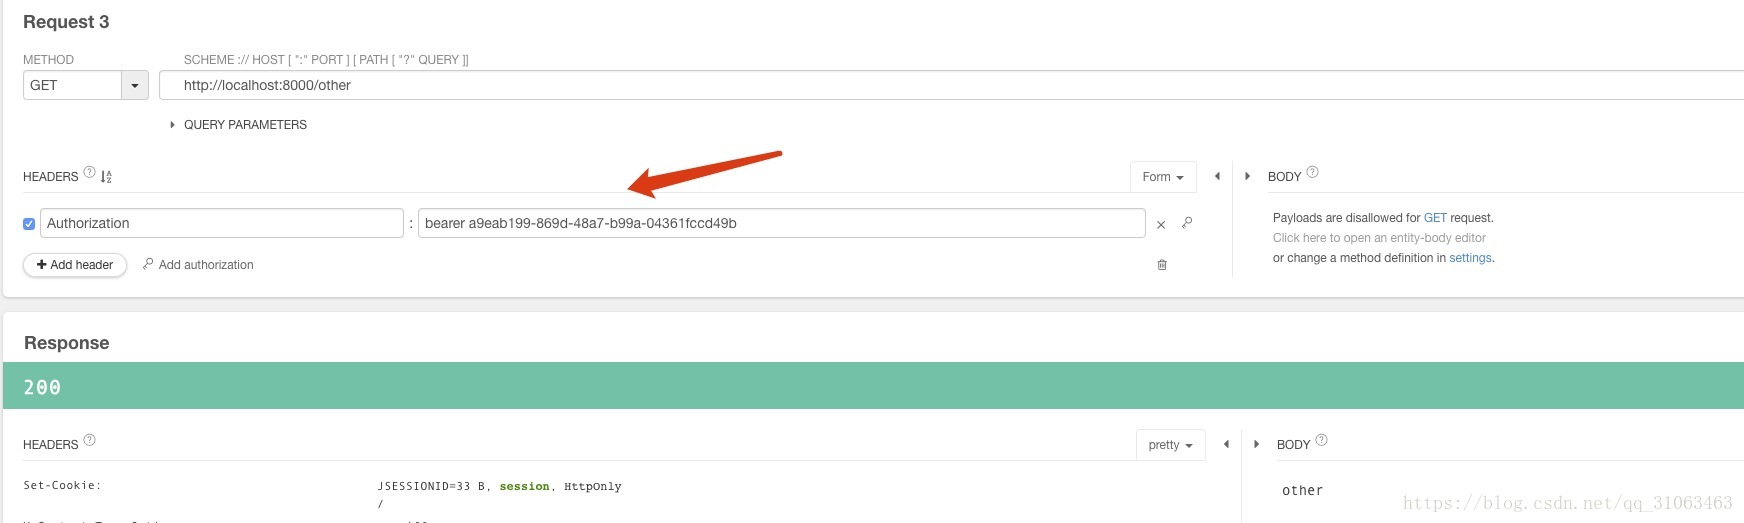 Request 3
METHOD
SCHEME :// HOST [ ":" PORT ] [ PATH [ "?" QUERY ]]
GET
http://localhost:8000/other
QUERY PARAMETERS
HEADERS ? A Z
Form
BODY ?
Authorization : bearer a9eab199-869d-48a7-b99a-04361fccd49b
Payloads are disallowed for GET request.
Click here to open an entity-body editor
or change a method definition in settings.
+ Add header
Add authorization
Response
200
HEADERS ?
pretty
BODY ?
Set-Cookie:
JSESSIONID=33 B, session, HttpOnly
/
other
https://blog.csdn.net/qq_31063463